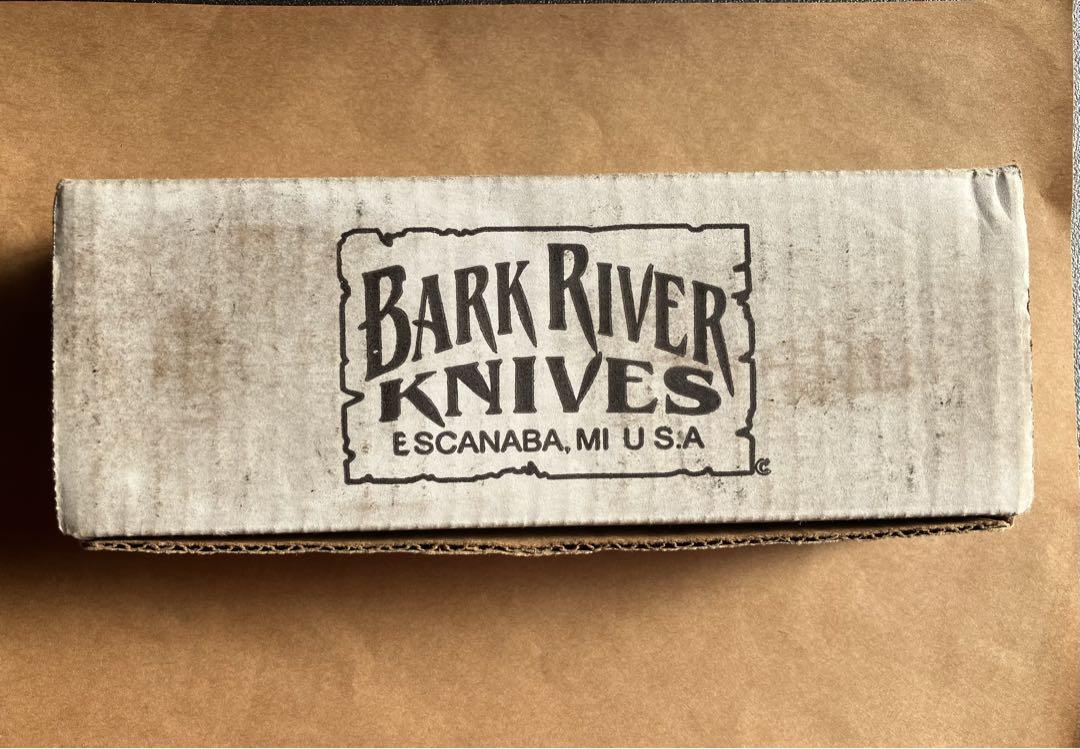 BARK RIVER
KNIVES
ESCANABA, MI U S.A
©